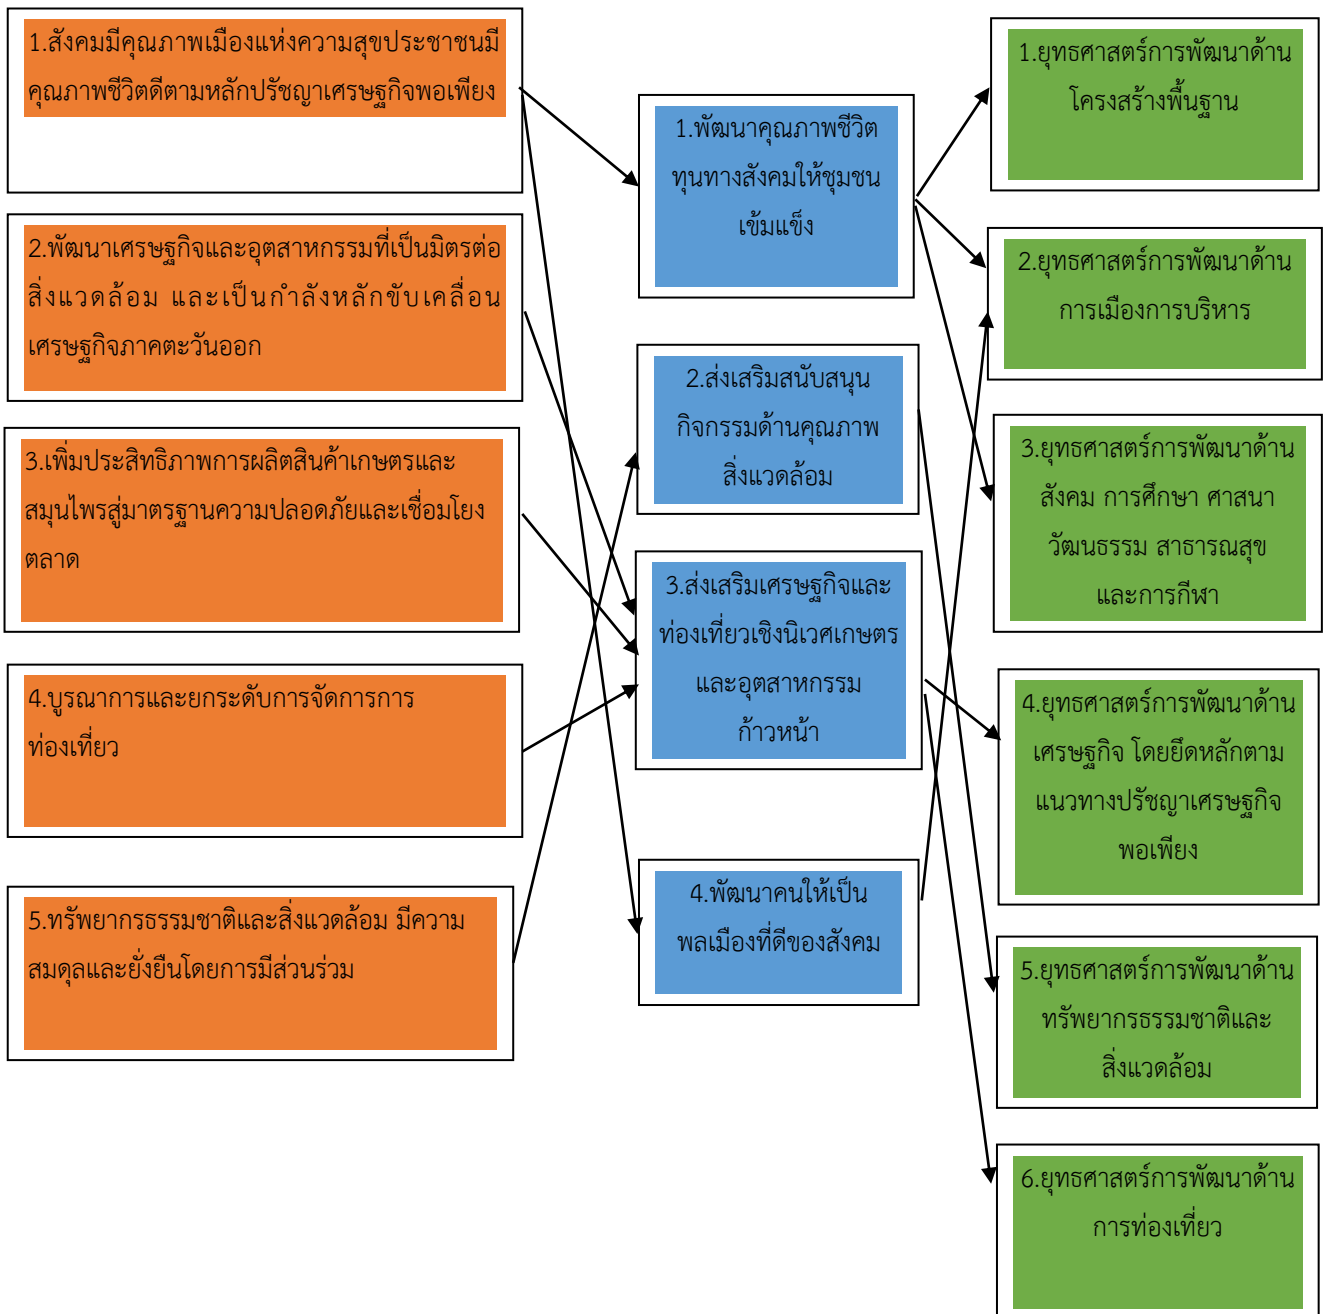 1.สังคมมีคุณภาพเมืองแห่งความสุขประชาชนมี
คุณภาพชีวิตดีตามหลักปรัชญาเศรษฐกิจพอเพียง
2.พัฒนาเศรษฐกิจและอุตสาหกรรมที่เป็นมิตรต่อ
สิ่งแวดล้อม และเป็นกำลังหลักขับเคลื่อน
เศรษฐกิจภาคตะวันออก
3.เพิ่มประสิทธิภาพการผลิตสินค้าเกษตรและ
สมุนไพรสู่มาตรฐานความปลอดภัยและเชื่อมโยง
ตลาด
4.บูรณาการและยกระดับการจัดการการ
ท่องเที่ยว
5.ทรัพยากรธรรมชาติและสิ่งแวดล้อม มีความ
สมดุลและยั่งยืนโดยการมีส่วนร่วม
1.พัฒนาคุณภาพชีวิต
ทุนทางสังคมให้ชุมชน
เข้มแข็ง
2.ส่งเสริมสนับสนุน
กิจกรรมด้านคุณภาพ
สิ่งแวดล้อม
3.ส่งเสริมเศรษฐกิจและ
ท่องเที่ยวเชิงนิเวศเกษตร
และอุตสาหกรรม
ก้าวหน้า
4.พัฒนาคนให้เป็น
พลเมืองที่ดีของสังคม
1.ยุทธศาสตร์การพัฒนาด้าน
โครงสร้างพื้นฐาน
2.ยุทธศาสตร์การพัฒนาด้าน
การเมืองการบริหาร
3.ยุทธศาสตร์การพัฒนาด้าน
สังคม การศึกษา ศาสนา
วัฒนธรรม สาธารณสุข
และการกีฬา
4.ยุทธศาสตร์การพัฒนาด้าน
เศรษฐกิจ โดยยึดหลักตาม
แนวทางปรัชญาเศรษฐกิจ
พอเพียง
5.ยุทธศาสตร์การพัฒนาด้าน
ทรัพยากรธรรมชาติและ
สิ่งแวดล้อม
6.ยุทธศาสตร์การพัฒนาด้าน
การท่องเที่ยว